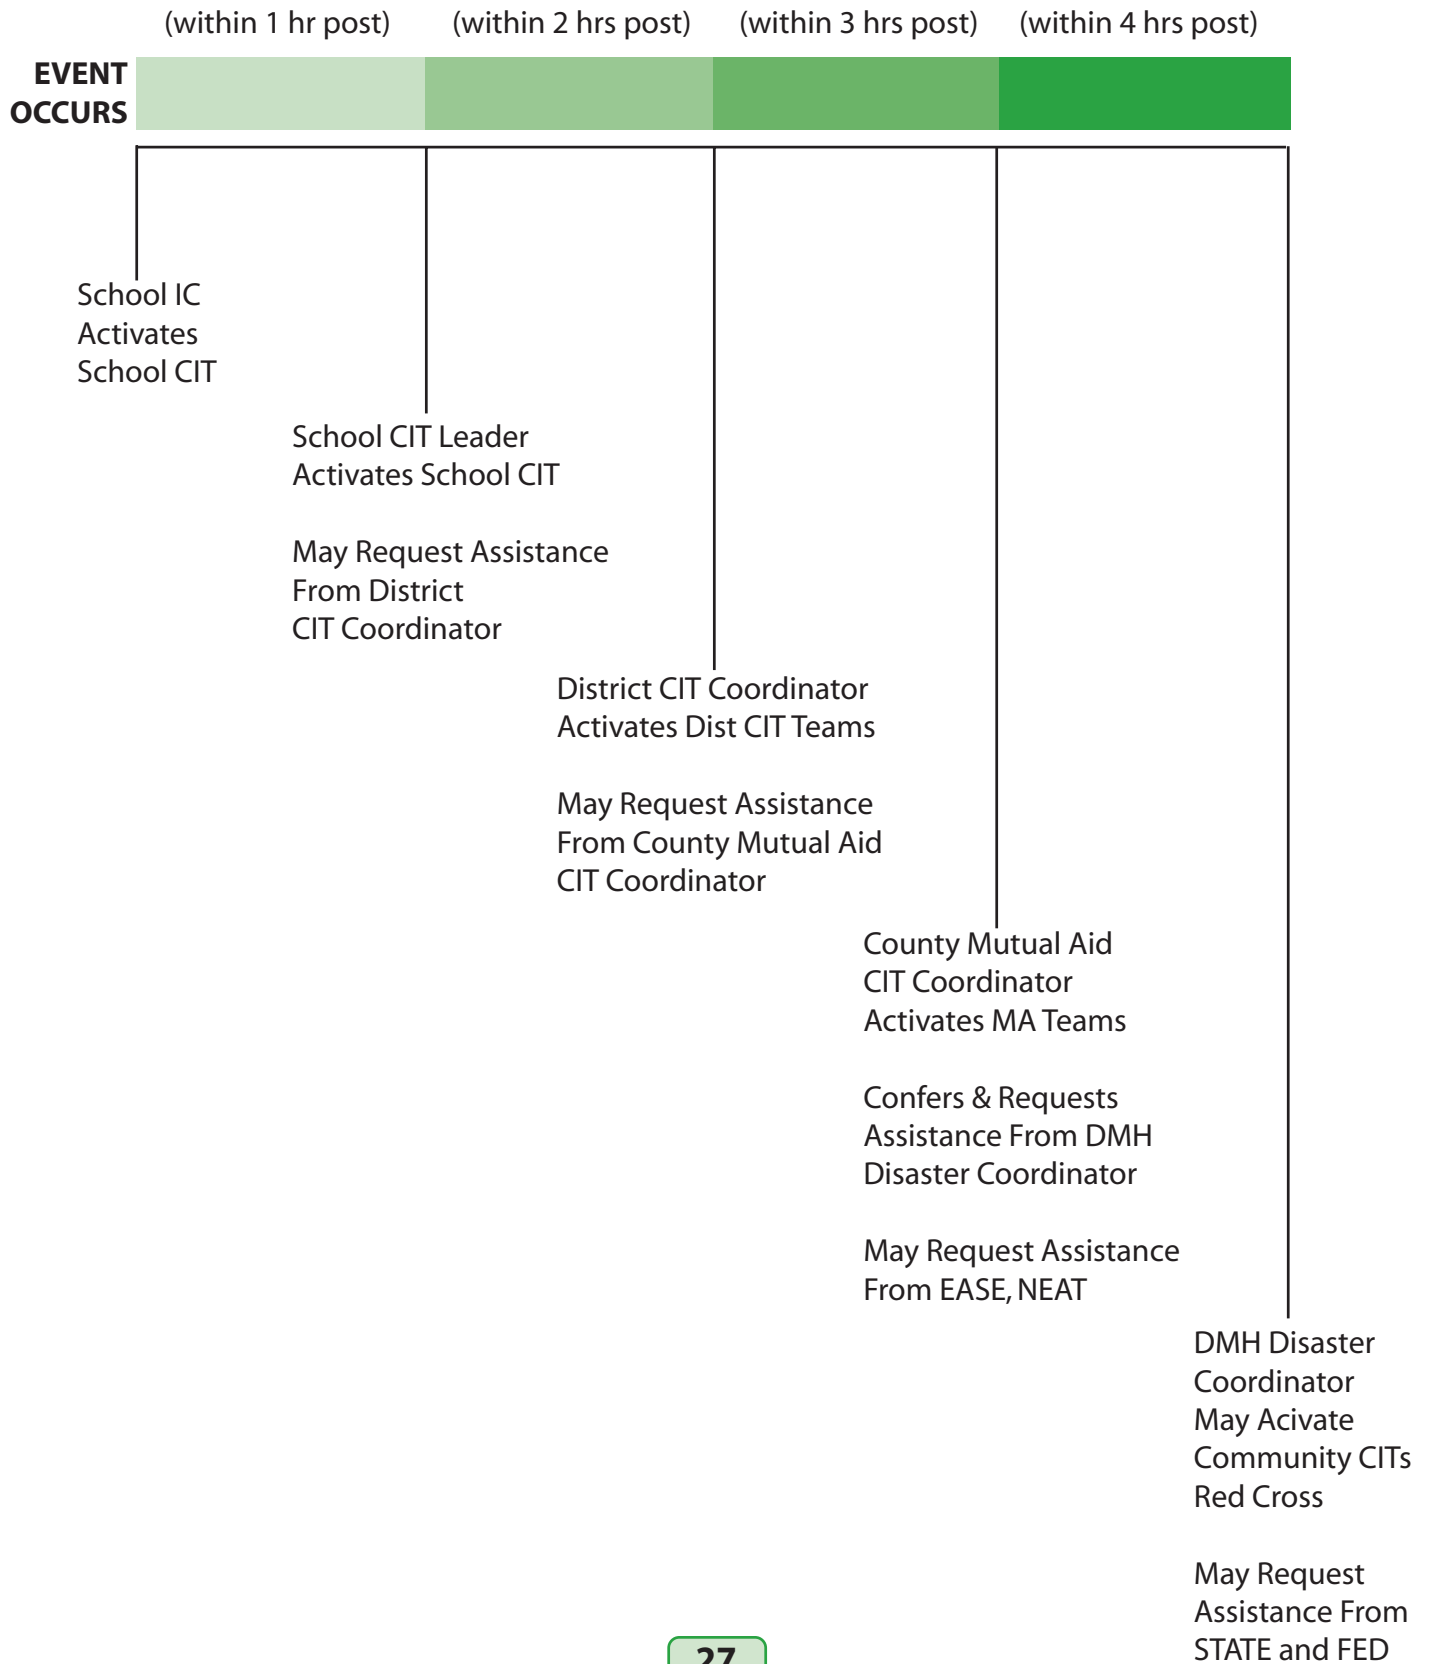 (within 1 hr post) (within 2 hrs post) (within 3 hrs post) (within 4 hrs post)
EVENT
OCCURS
School IC
Activates
School CIT
School CIT Leader
Activates School CIT
May Request Assistance
From District
CIT Coordinator
District CIT Coordinator
Activates Dist CIT Teams
May Request Assistance
From County Mutual Aid
CIT Coordinator
County Mutual Aid
CIT Coordinator
Activates MA Teams
Confers & Requests
Assistance From DMH
Disaster Coordinator
May Request Assistance
From EASE, NEAT
DMH Disaster
Coordinator
May Acivate
Community CITs
Red Cross
May Request
Assistance From
STATE and FED
27